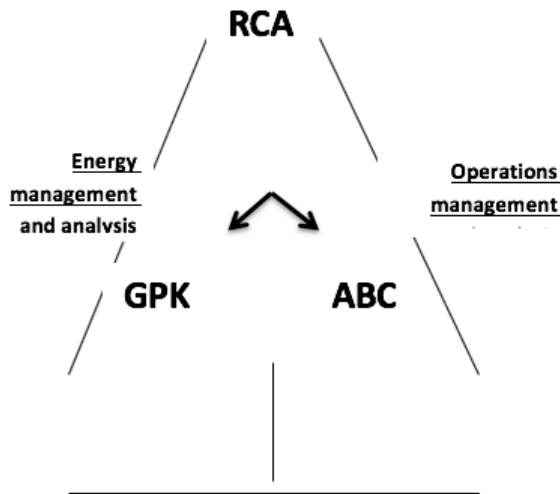 RCA
Energy
management
and analysis
Operations
management
GPK
ABC